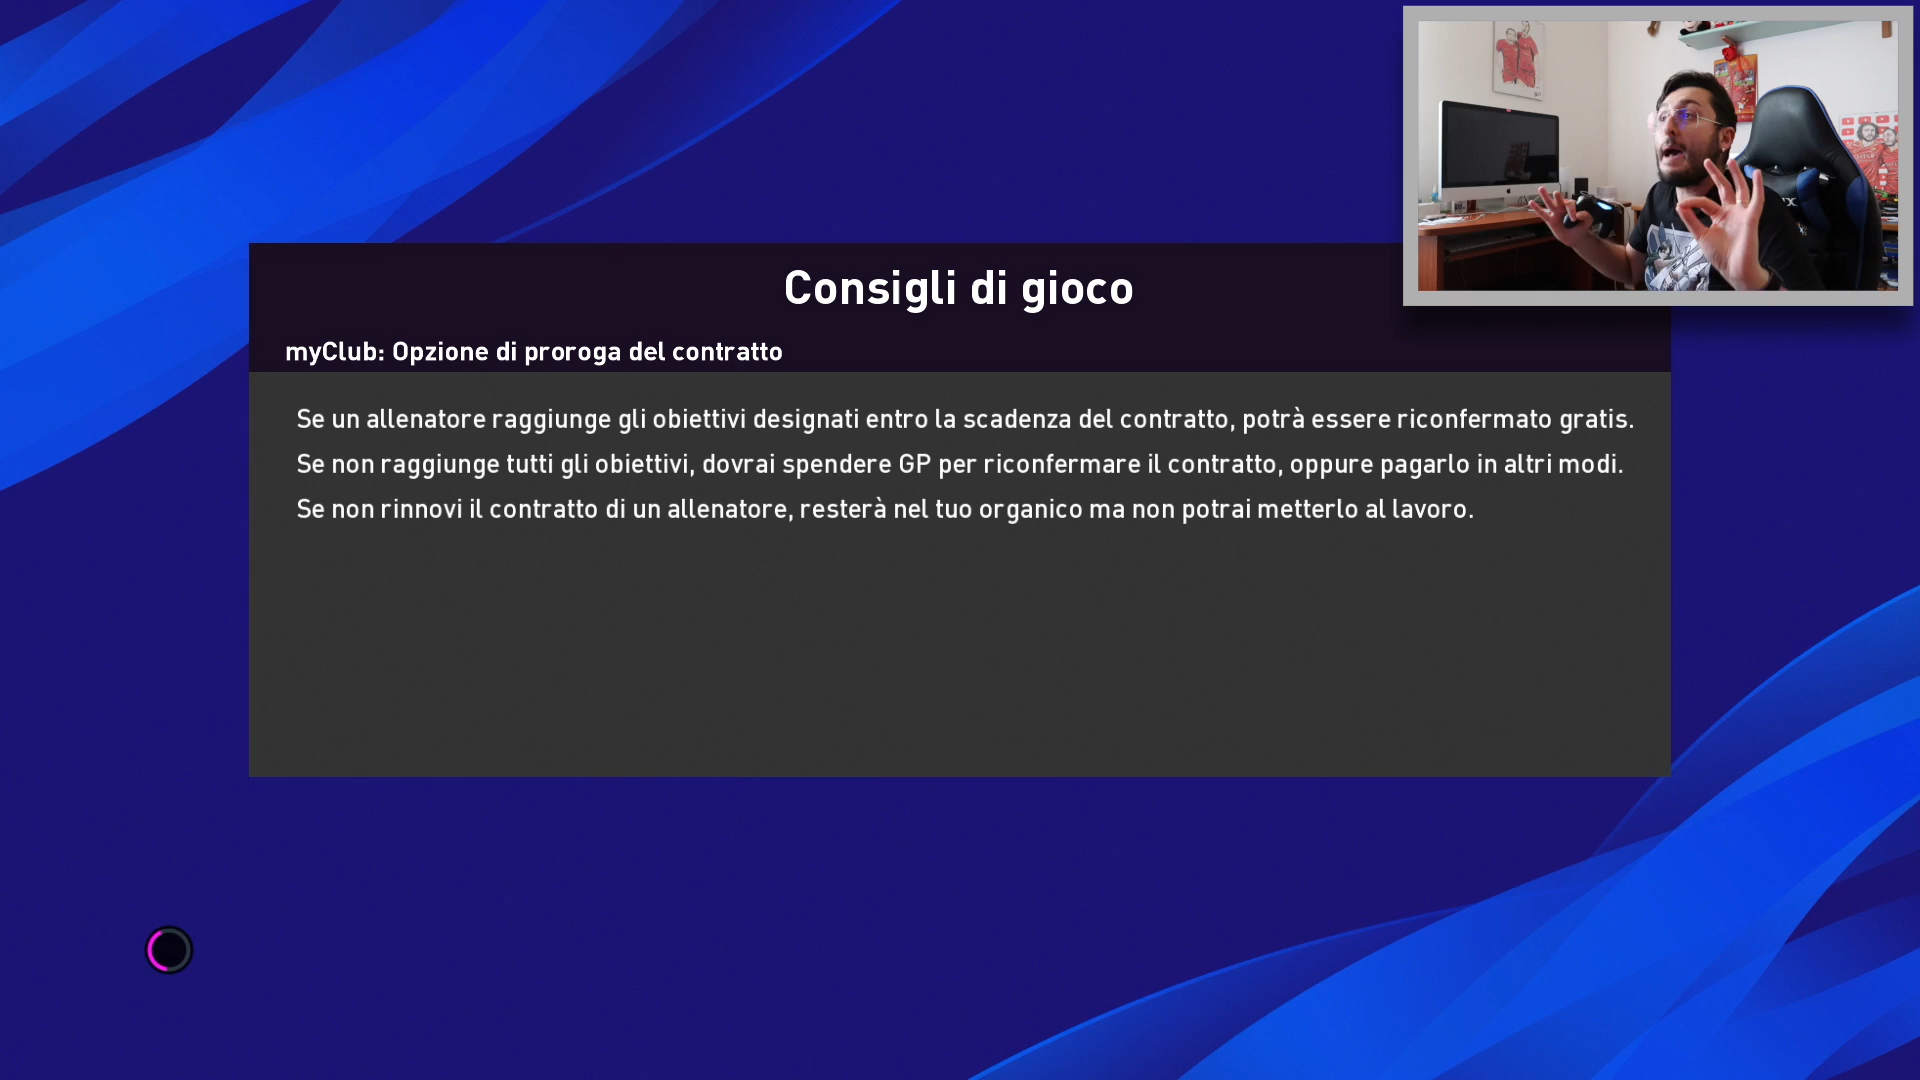 Consigli di gioco
myClub: Opzione di proroga del contratto
Se un allenatore raggiunge gli obiettivi designati entro la scadenza del contratto, potrà essere riconfermato gratis.
Se non raggiunge tutti gli obiettivi, dovrai spendere GP per riconfermare il contratto, oppure pagarlo in altri modi.
Se non rinnovi il contratto di un allenatore, resterà nel tuo organico ma non potrai metterlo al lavoro.